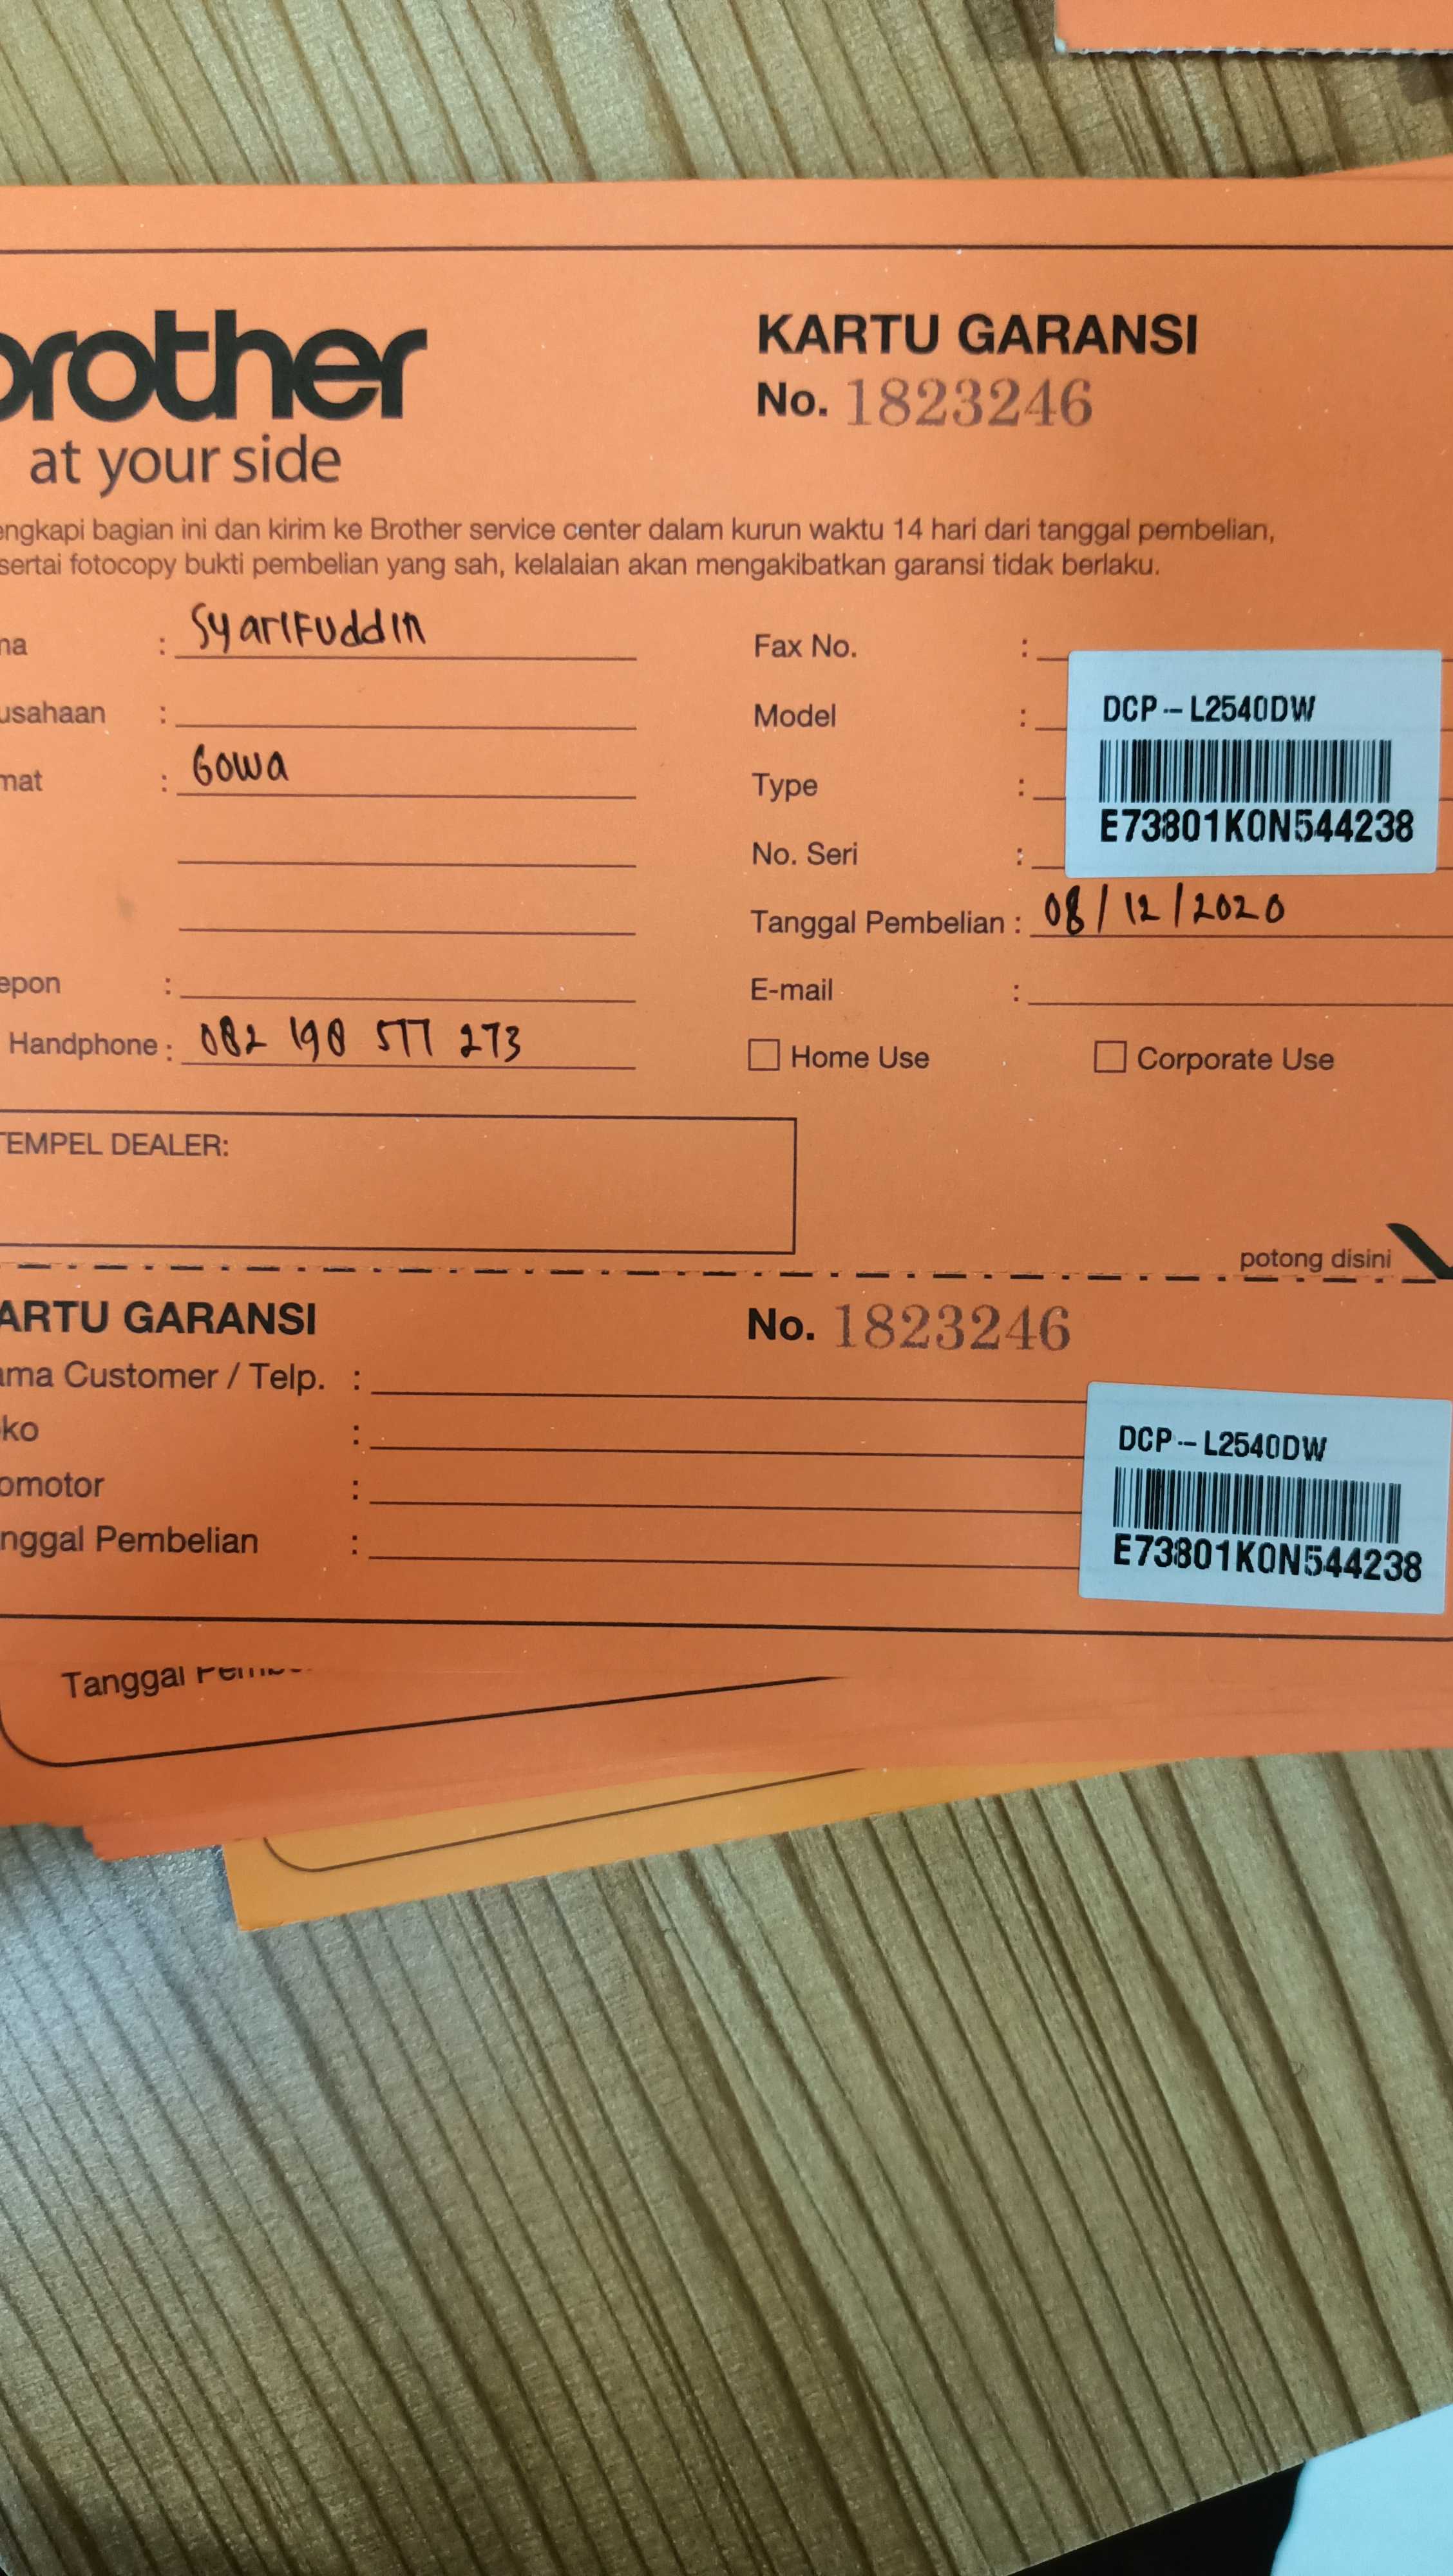 brother
at your side
KARTU GARANSI
No. 1823246
engkapi bagian ini dan kirim ke Brother service center dalam kurun waktu 14 hari dari tanggal pembelian,
sertai fotocopy bukti pembelian yang sah, kelalaian akan mengakibatkan garansi tidak berlaku.
na : Syarifuddin
usahaan :
mat : Gowa
epon :
Handphone : 082 190 577 273
Fax No. :
Model :
Type :
No. Seri :
DCP-L2540DW
E73801K0N544238
Tanggal Pembelian : 08/12/2020
E-mail :
Home Use
Corporate Use
TEMPEL DEALER:
potong disini
ARTU GARANSI
No. 1823246
ama Customer / Telp. :
ko :
omotor :
nggal Pembelian :
DCP-L2540DW
E73801K0N544238
Tanggal